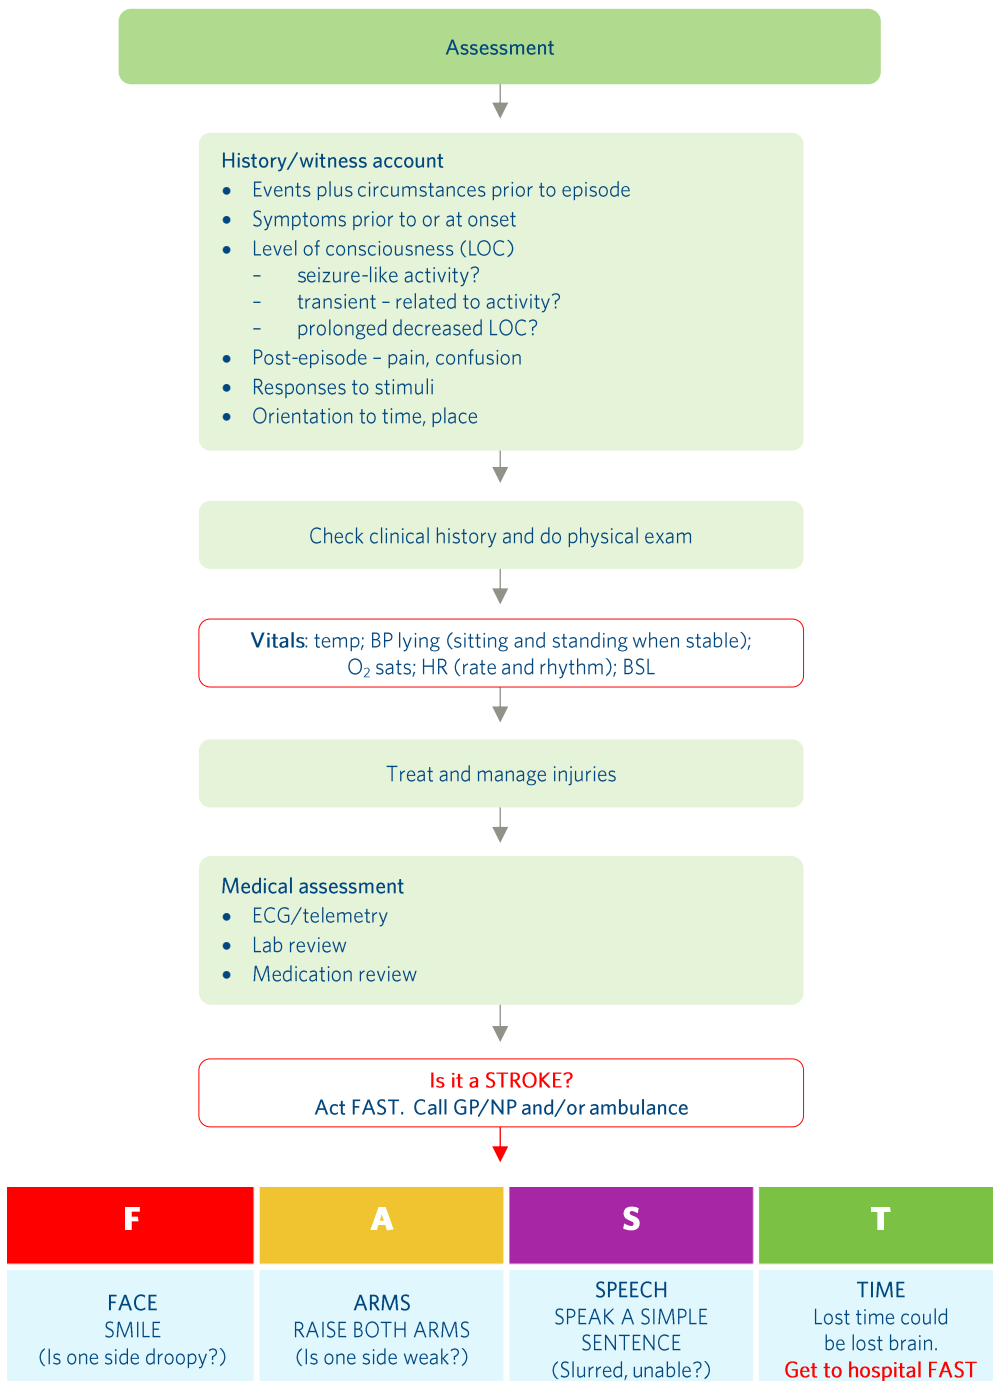 Assessment
History/witness account
● Events plus circumstances prior to episode
● Symptoms prior to or at onset
● Level of consciousness (LOC)
– seizure-like activity?
– transient – related to activity?
– prolonged decreased LOC?
● Post-episode – pain, confusion
● Responses to stimuli
● Orientation to time, place
Check clinical history and do physical exam
Vitals: temp; BP lying (sitting and standing when stable);
O₂ sats; HR (rate and rhythm); BSL
Treat and manage injuries
Medical assessment
● ECG/telemetry
● Lab review
● Medication review
Is it a STROKE?
Act FAST. Call GP/NP and/or ambulance
F
FACE
SMILE
(Is one side droopy?)
A
ARMS
RAISE BOTH ARMS
(Is one side weak?)
S
SPEECH
SPEAK A SIMPLE
SENTENCE
(Slurred, unable?)
T
TIME
Lost time could
be lost brain.
Get to hospital FAST